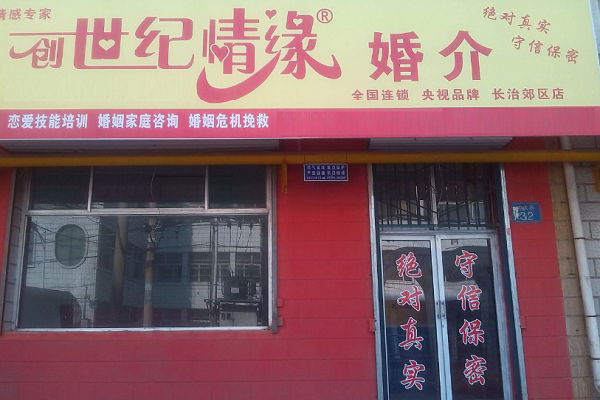 情感专家
创世纪情缘® 婚介
绝对真实
守信保密
全国连锁 央视品牌 长治郊区店
恋爱技能培训 婚姻家庭咨询 婚姻危机挽救
32
绝对真实
守信保密